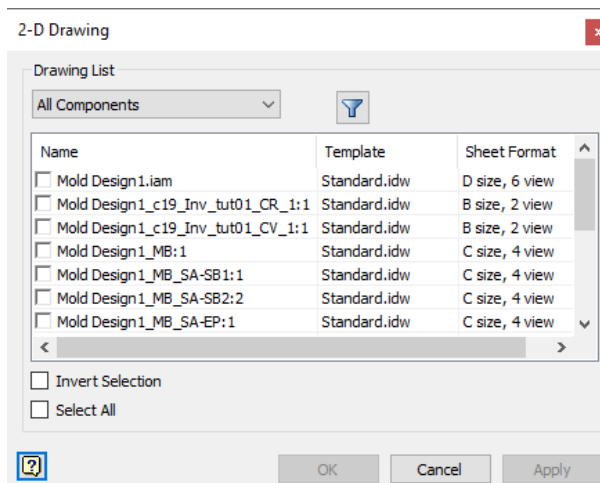 2-D Drawing
Drawing List
All Components
Name Template Sheet Format
Mold Design1.iam Standard.idw D size, 6 view
Mold Design1_c19_Inv_tut01_CR_1:1 Standard.idw B size, 2 view
Mold Design1_c19_Inv_tut01_CV_1:1 Standard.idw B size, 2 view
Mold Design1_MB:1 Standard.idw C size, 4 view
Mold Design1_MB_SA-SB1:1 Standard.idw C size, 4 view
Mold Design1_MB_SA-SB2:2 Standard.idw C size, 4 view
Mold Design1_MB_SA-EP:1 Standard.idw C size, 4 view
Invert Selection
Select All
OK Cancel Apply